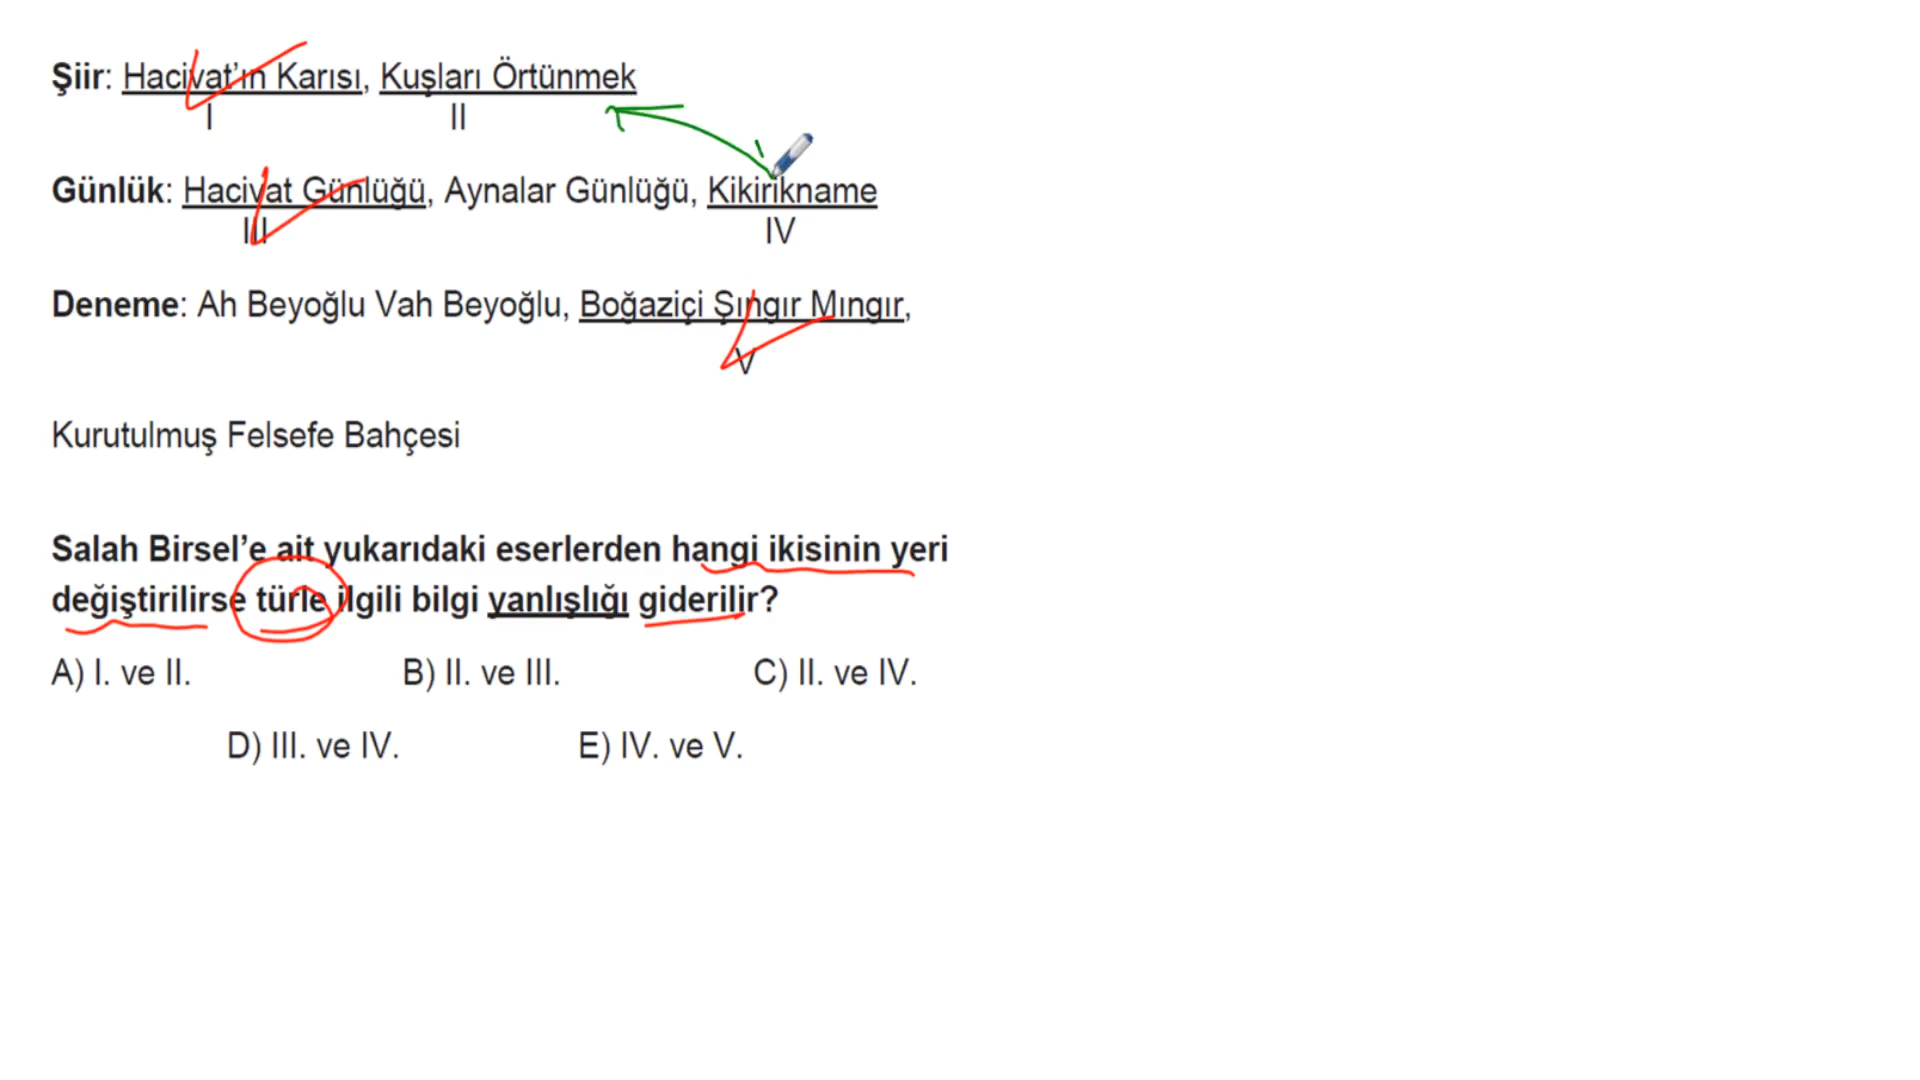 Şiir: Hacivat'ın Karısı, Kuşları Örtünmek
I II
Günlük: Hacivat Günlüğü, Aynalar Günlüğü, Kikirikname
III IV
Deneme: Ah Beyoğlu Vah Beyoğlu, Boğaziçi Şıngır Mıngır,
V
Kurutulmuş Felsefe Bahçesi
Salah Birsel'e ait yukarıdaki eserlerden hangi ikisinin yeri
değiştirilirse türle ilgili bilgi yanlışlığı giderilir?
A) I. ve II. B) II. ve III. C) II. ve IV.
D) III. ve IV. E) IV. ve V.